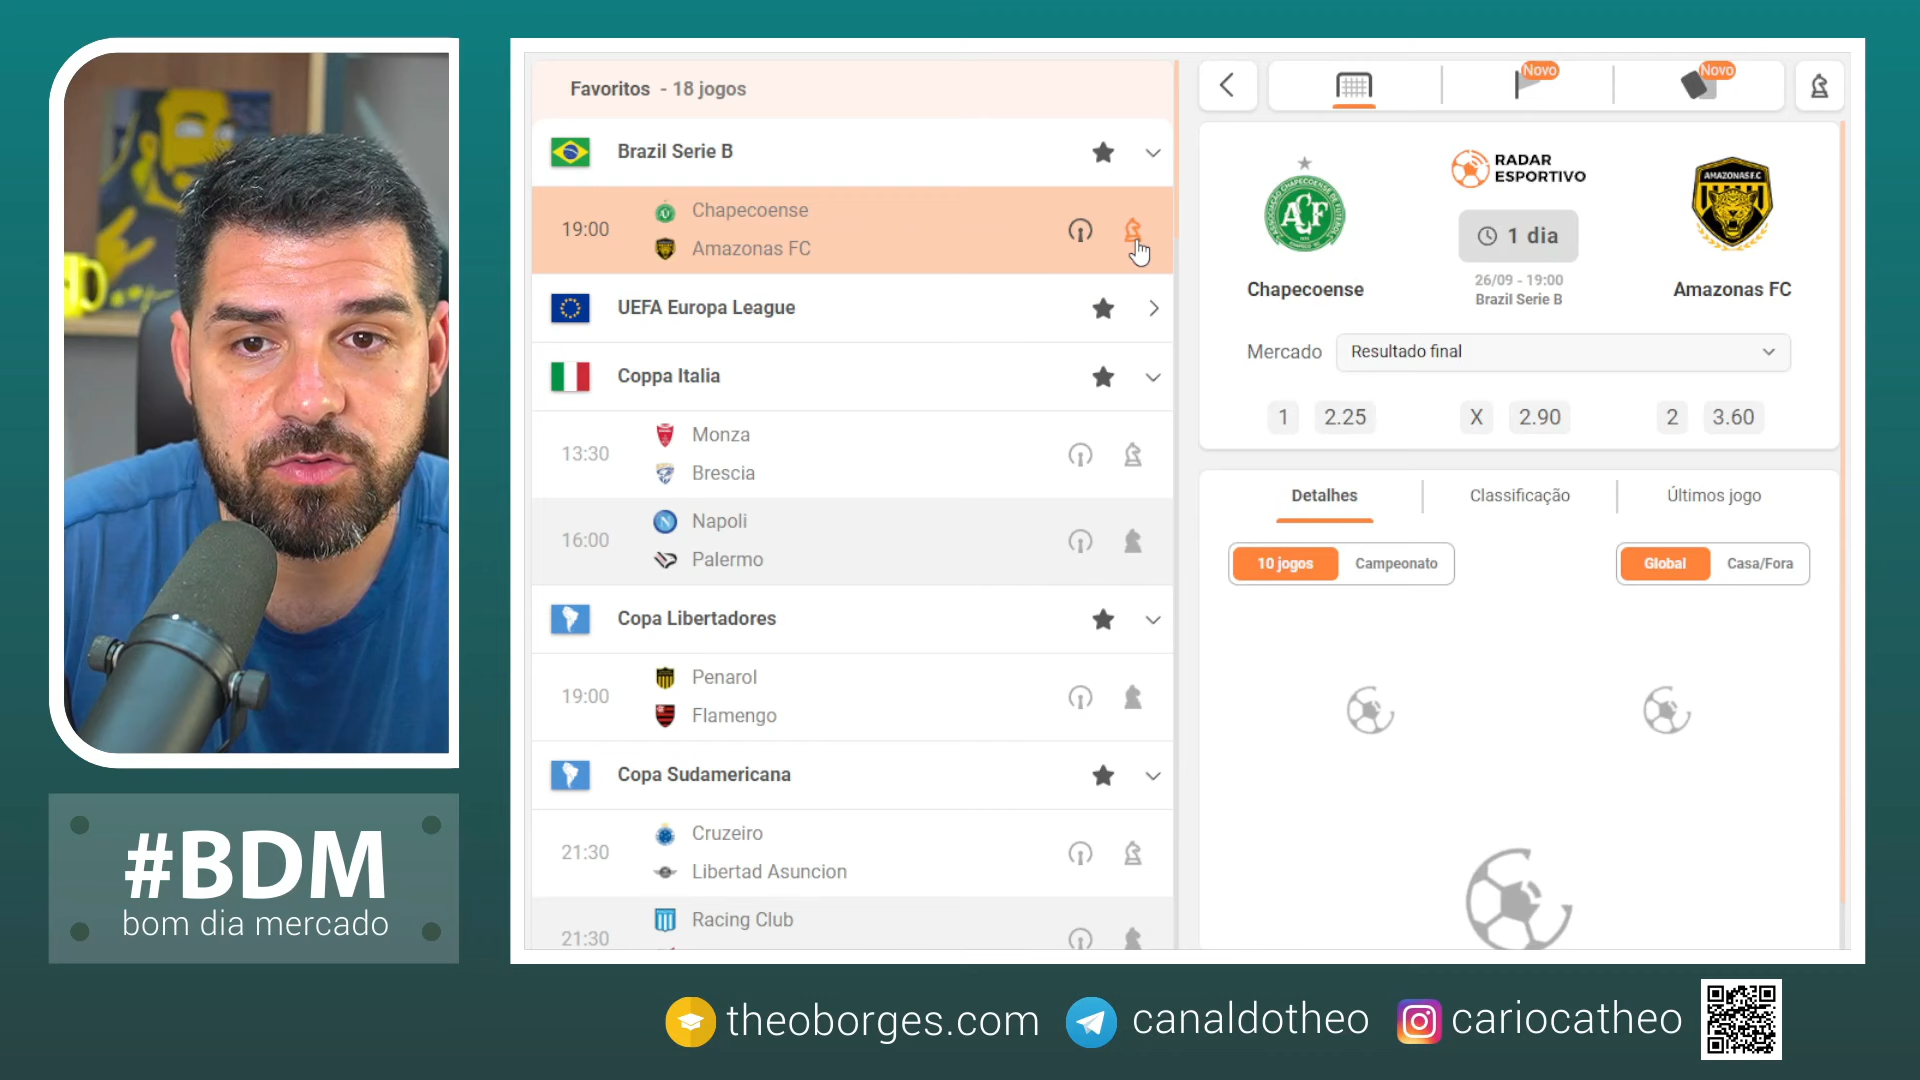 Favoritos - 18 jogos
Brazil Serie B
19:00
Chapecoense
Amazonas FC
UEFA Europa League
Coppa Italia
13:30
Monza
Brescia
16:00
Napoli
Palermo
Copa Libertadores
19:00
Penarol
Flamengo
Copa Sudamericana
21:30
Cruzeiro
Libertad Asuncion
21:30
Racing Club
Novo
Novo
RADAR
ESPORTIVO
AMAZONAS F.C
1 dia
26/09 - 19:00
Brazil Serie B
Chapecoense
Amazonas FC
Mercado
Resultado final
1 2.25 X 2.90 2 3.60
Detalhes Classificação Últimos jogo
10 jogos Campeonato Global Casa/Fora
#BDM
bom dia mercado
theoborges.com canaldotheo cariocatheo